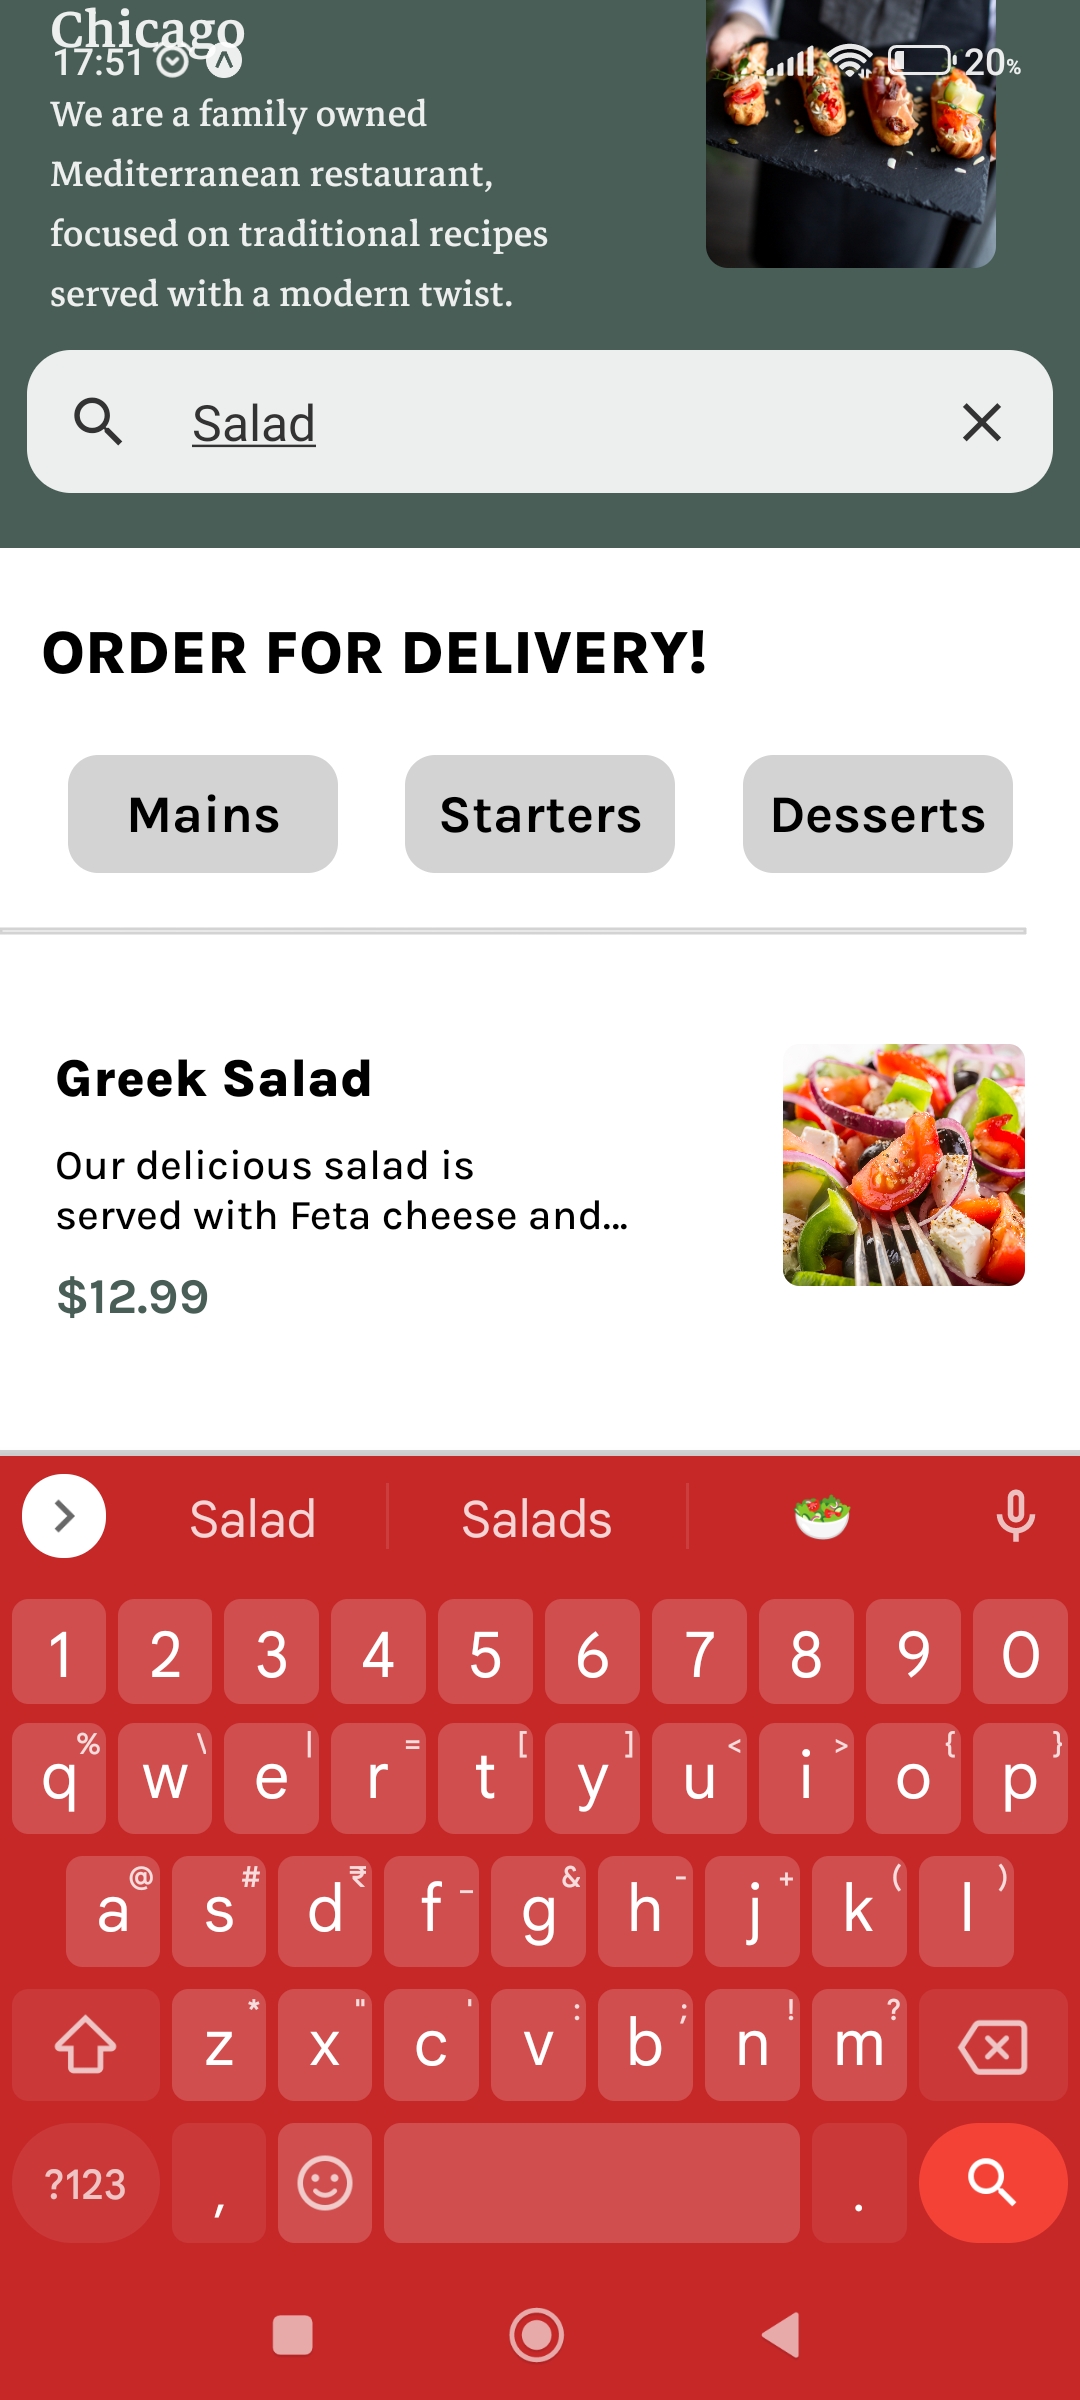 Chicago
17:51
20%
We are a family owned
Mediterranean restaurant,
focused on traditional recipes
served with a modern twist.
Salad
ORDER FOR DELIVERY!
Mains Starters Desserts
Greek Salad
Our delicious salad is
served with Feta cheese and...
$12.99
Salad Salads 🥗
1 2 3 4 5 6 7 8 9 0
% \ | = [ ] < > { }
q w e r t y u i o p
@ # ₹ _ & - + ( )
a s d f g h j k l
* " ' : ; ! ?
z x c v b n m
?123 , .